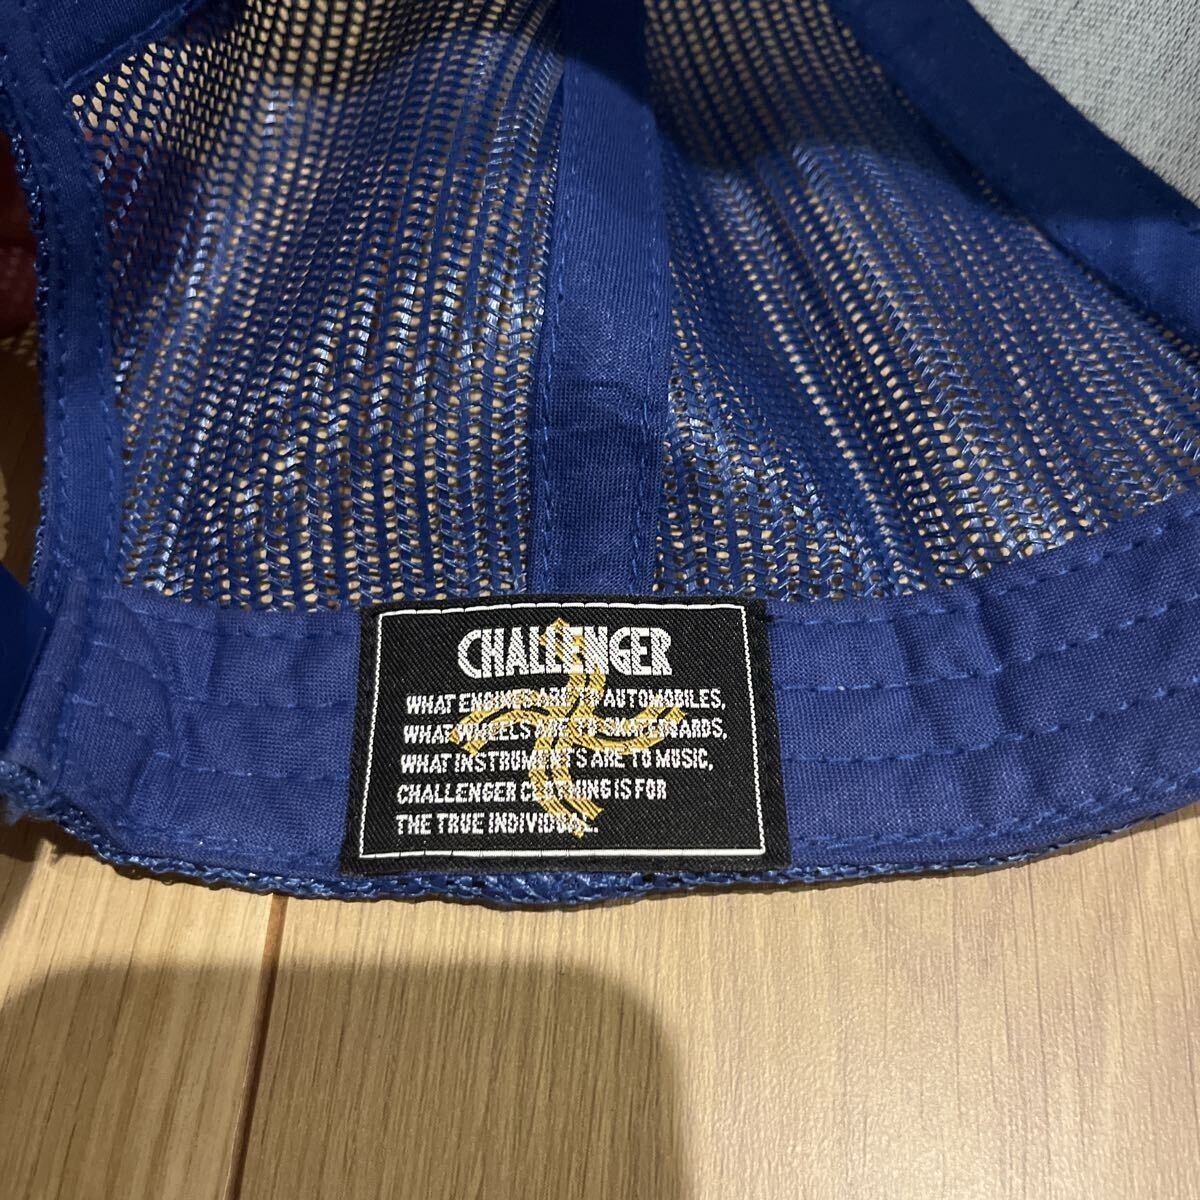 CHALLENGER
WHAT ENGINES ARE TO AUTOMOBILES,
WHAT WHEELS ARE TO SKATEBOARDS,
WHAT INSTRUMENTS ARE TO MUSIC,
CHALLENGER CLOTHING IS FOR
THE TRUE INDIVIDUAL.